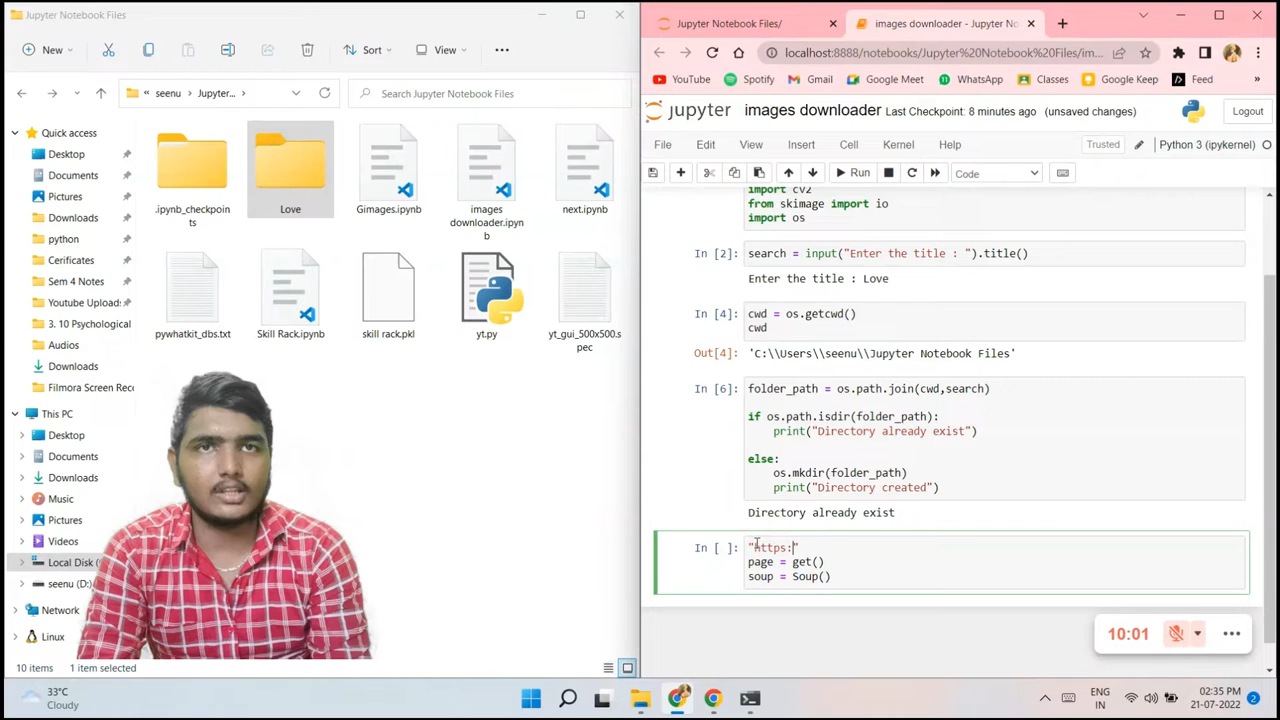 Jupyter Notebook Files
New
Sort
View
seenu
Jupyter...
Search Jupyter Notebook Files
Quick access
Desktop
Documents
Pictures
Downloads
python
Cerificates
Sem 4 Notes
Youtube Uploads
3. 10 Psychological
Audios
Downloads
Filmora Screen Reco
This PC
Desktop
Documents
Downloads
Music
Pictures
Videos
Local Disk (
seenu (D:)
Network
Linux
.ipynb_checkpoin
ts
Love
Gimages.ipynb
images
downloader.ipyn
b
next.ipynb
pywhatkit_dbs.txt
Skill Rack.ipynb
skill rack.pkl
yt.py
yt_gui_500x500.s
pec
10 items
1 item selected
Jupyter Notebook Files/
images downloader - Jupyter No
localhost:8888/notebooks/Jupyter%20Notebook%20Files/im...
YouTube
Spotify
Gmail
Google Meet
WhatsApp
Classes
Google Keep
Feed
»
jupyter images downloader Last Checkpoint: 8 minutes ago (unsaved changes)
Logout
File
Edit
View
Insert
Cell
Kernel
Help
Trusted
Python 3 (ipykernel)
Run
Code
import cv2
from skimage import io
import os
In [2]: search = input("Enter the title : ").title()
Enter the title : Love
In [4]: cwd = os.getcwd()
cwd
Out[4]: 'C:\\Users\\seenu\\Jupyter Notebook Files'
In [6]: folder_path = os.path.join(cwd,search)
if os.path.isdir(folder_path):
print("Directory already exist")
else:
os.mkdir(folder_path)
print("Directory created")
Directory already exist
In [ ]: "https:"
page = get()
soup = Soup()
10:01
33°C
Cloudy
ENG
IN
02:35 PM
21-07-2022
2